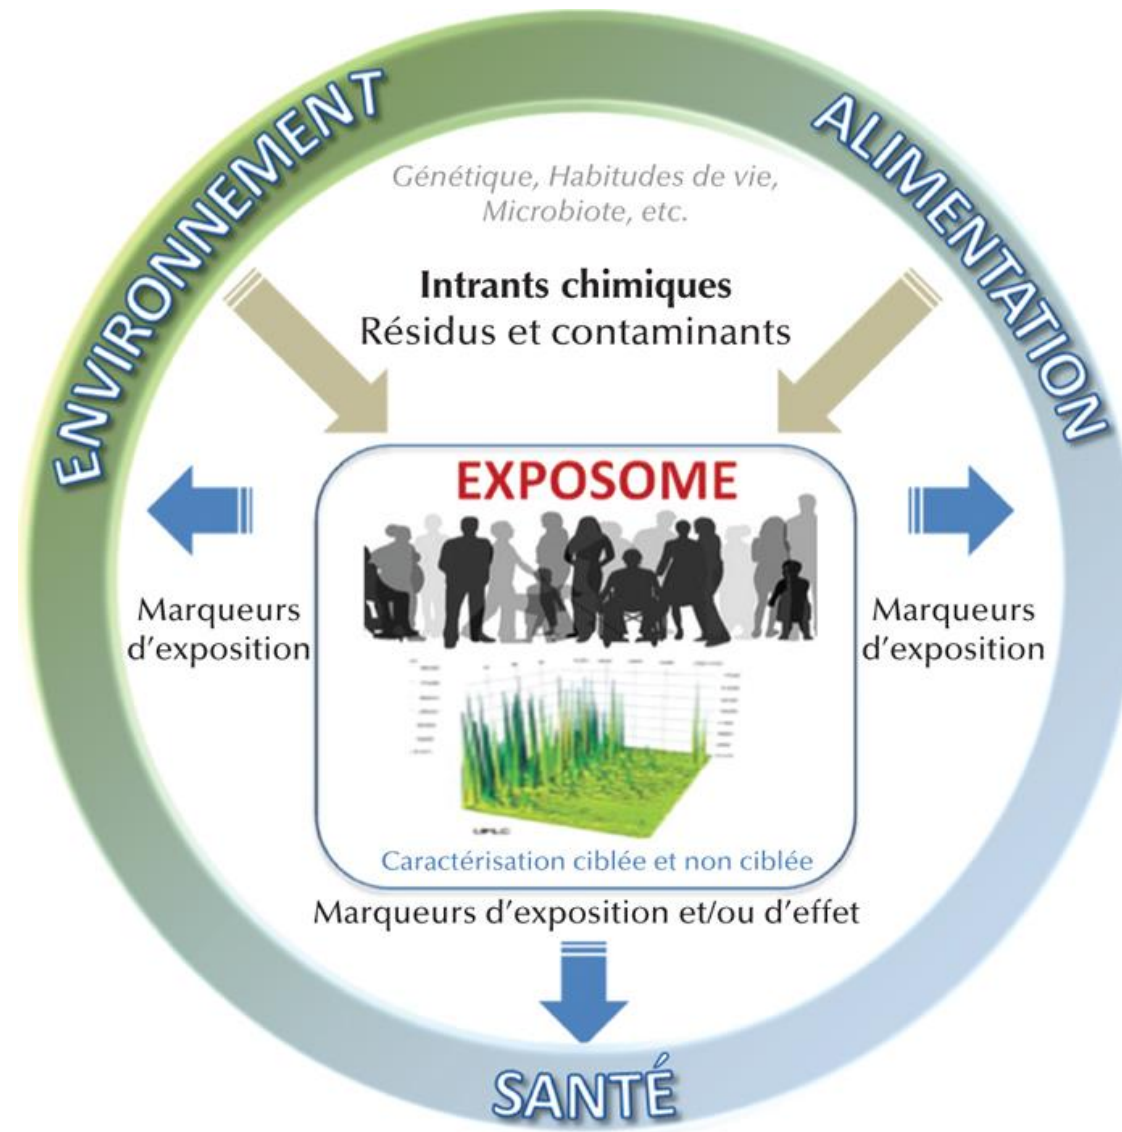 ENVIRONNEMENT
ALIMENTATION
Génétique, Habitudes de vie,
Microbiote, etc.
Intrants chimiques
Résidus et contaminants
EXPOSOME
Marqueurs
d'exposition
Marqueurs
d'exposition
Caractérisation ciblée et non ciblée
Marqueurs d'exposition et/ou d'effet
SANTÉ